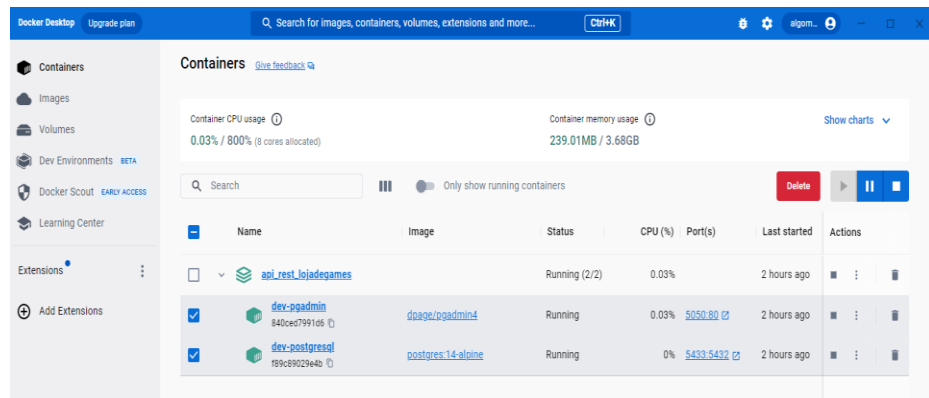 Docker Desktop Upgrade plan Search for images, containers, volumes, extensions and more... Ctrl+K algom...
Containers
Images
Volumes
Dev Environments BETA
Docker Scout EARLY ACCESS
Learning Center
Extensions
Add Extensions
Containers Give feedback
Container CPU usage
0.03% / 800% (8 cores allocated)
Container memory usage
239.01MB / 3.68GB
Show charts
Search Only show running containers Delete
Name Image Status CPU (%) Port(s) Last started Actions
api_rest_lojadegames Running (2/2) 0.03% 2 hours ago
dev-pgadmin dpage/pgadmin4 Running 0.03% 5050:80 2 hours ago
840ced7991d6
dev-postgresql postgres:14-alpine Running 0% 5433:5432 2 hours ago
f89c89029e4b